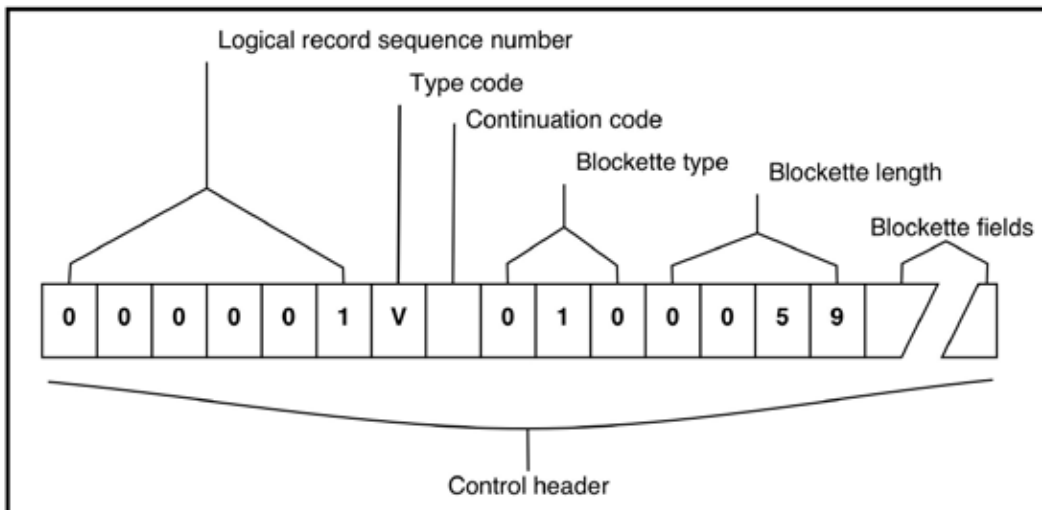 Logical record sequence number
Type code
Continuation code
Blockette type
Blockette length
Blockette fields
0 0 0 0 0 1 V 0 1 0 0 0 5 9
Control header